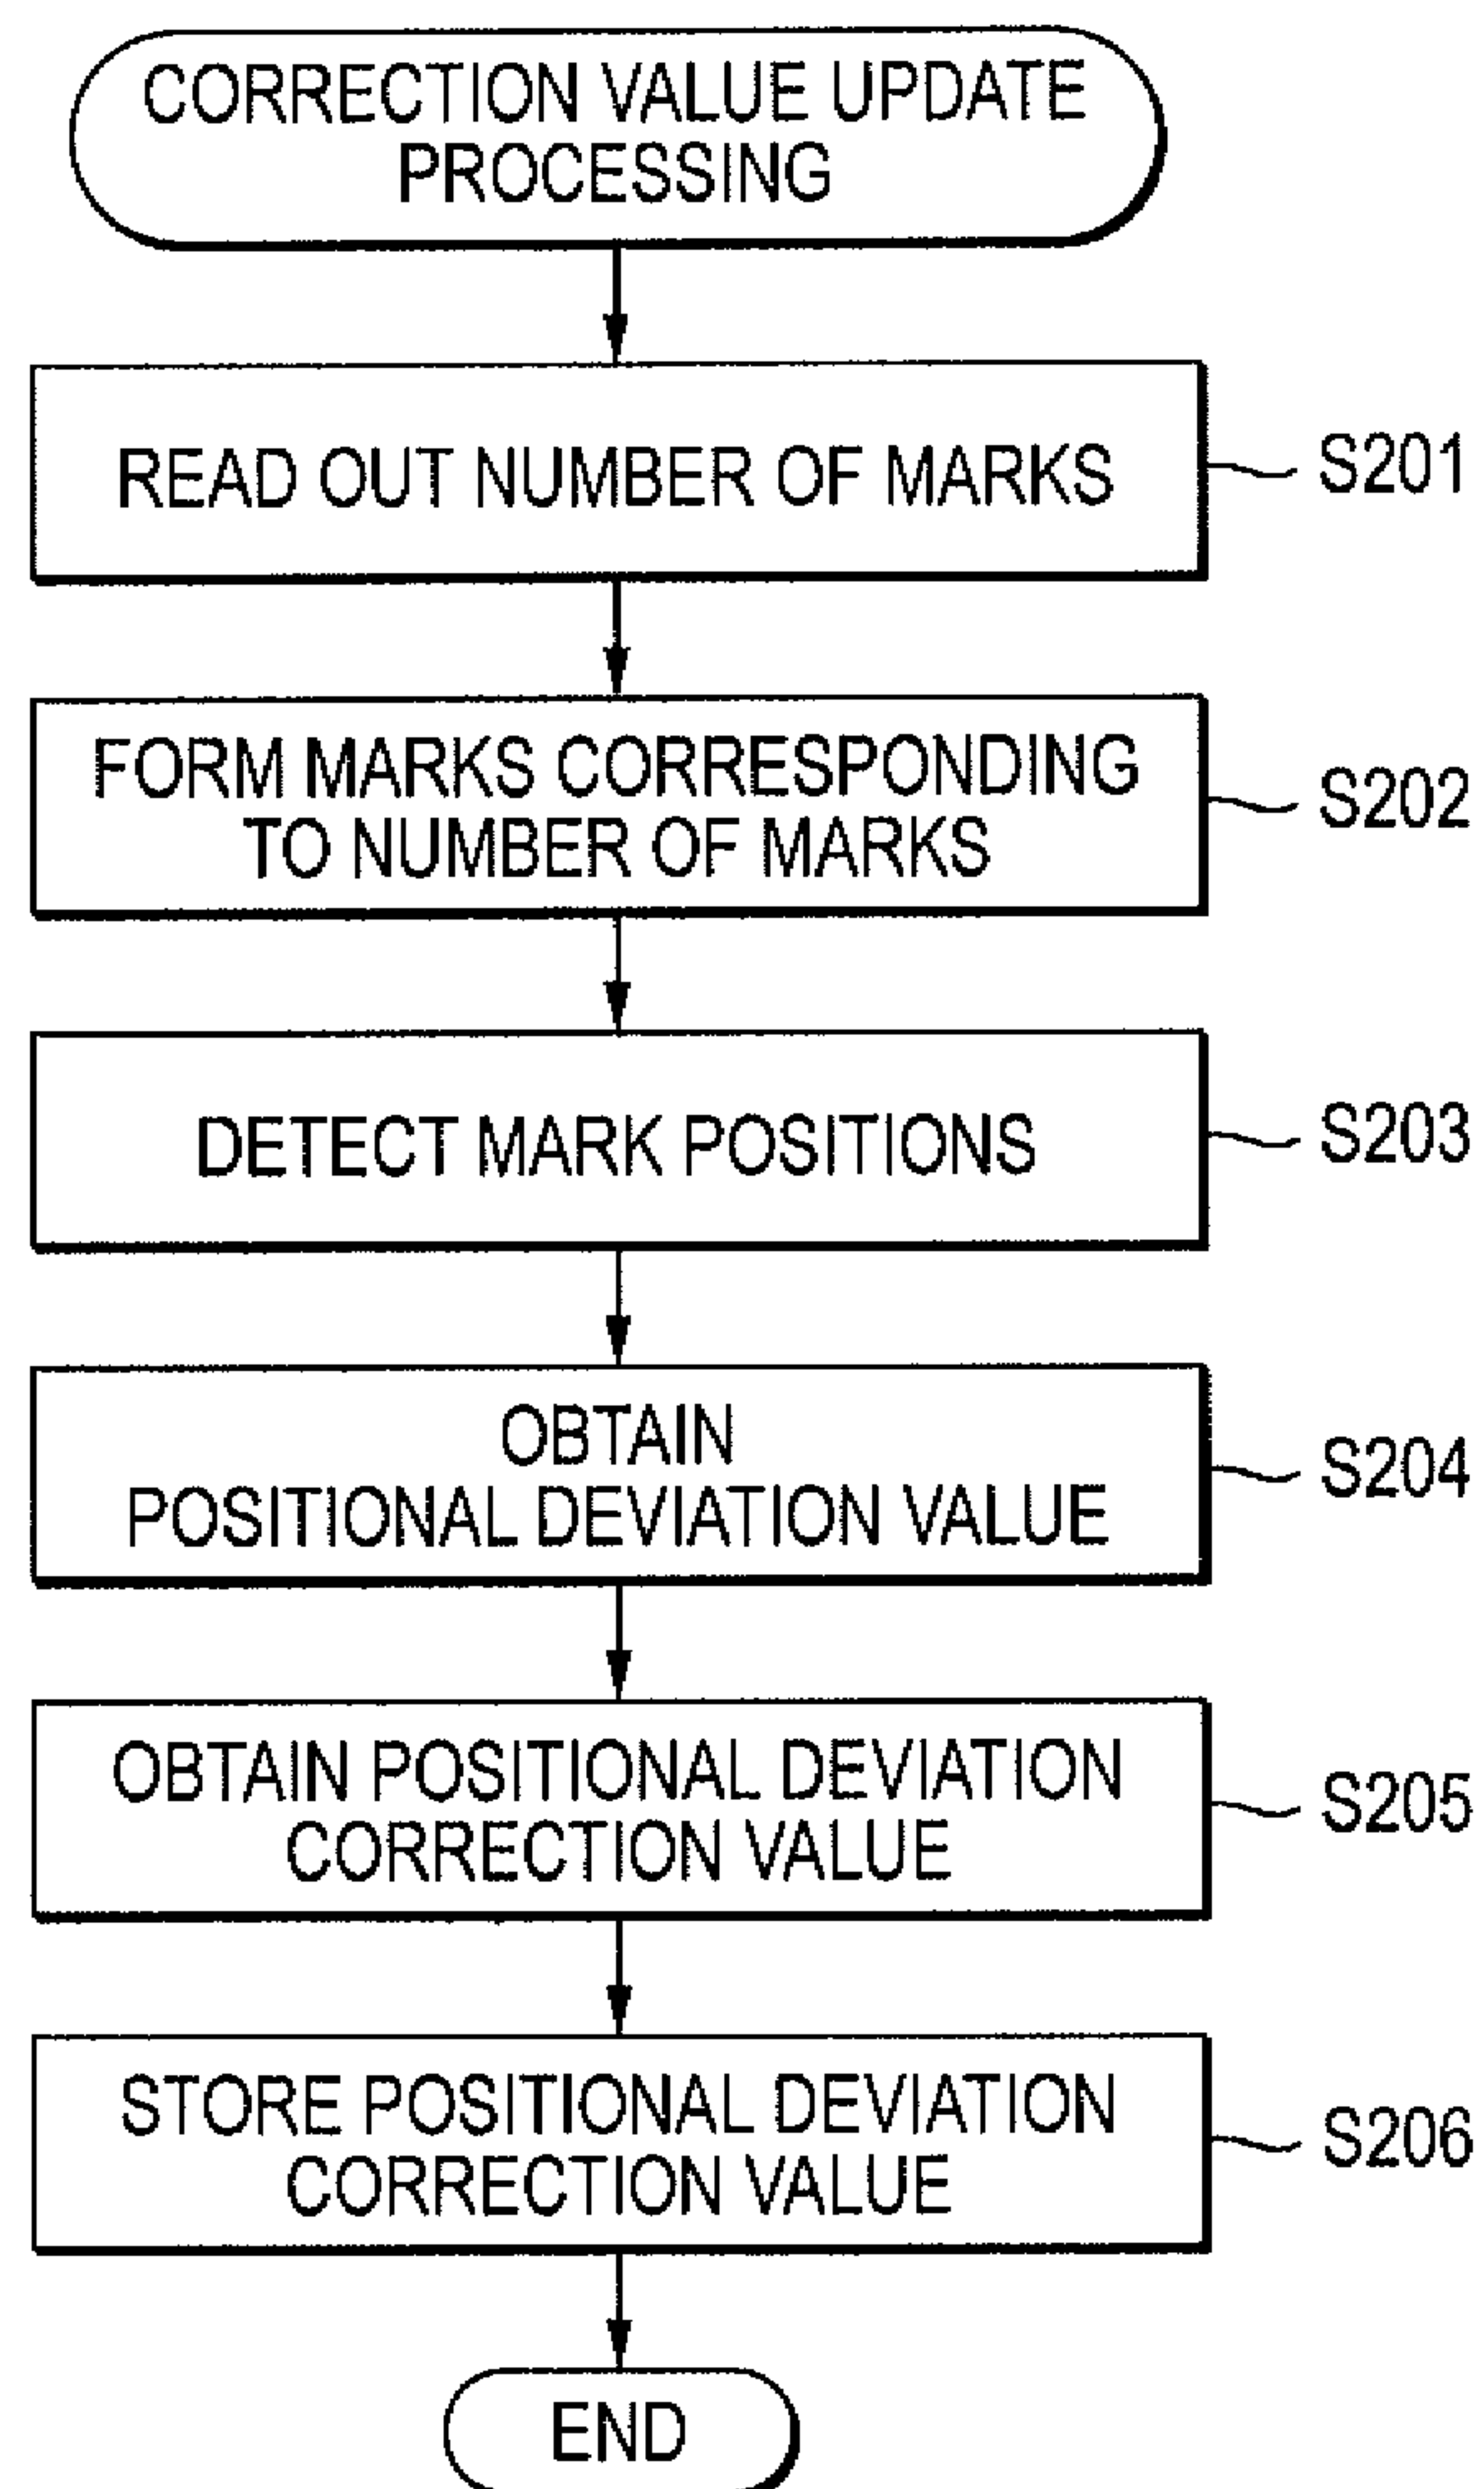 CORRECTION VALUE UPDATE
PROCESSING
READ OUT NUMBER OF MARKS
S201
FORM MARKS CORRESPONDING
TO NUMBER OF MARKS
S202
DETECT MARK POSITIONS
S203
OBTAIN
POSITIONAL DEVIATION VALUE
S204
OBTAIN POSITIONAL DEVIATION
CORRECTION VALUE
S205
STORE POSITIONAL DEVIATION
CORRECTION VALUE
S206
END